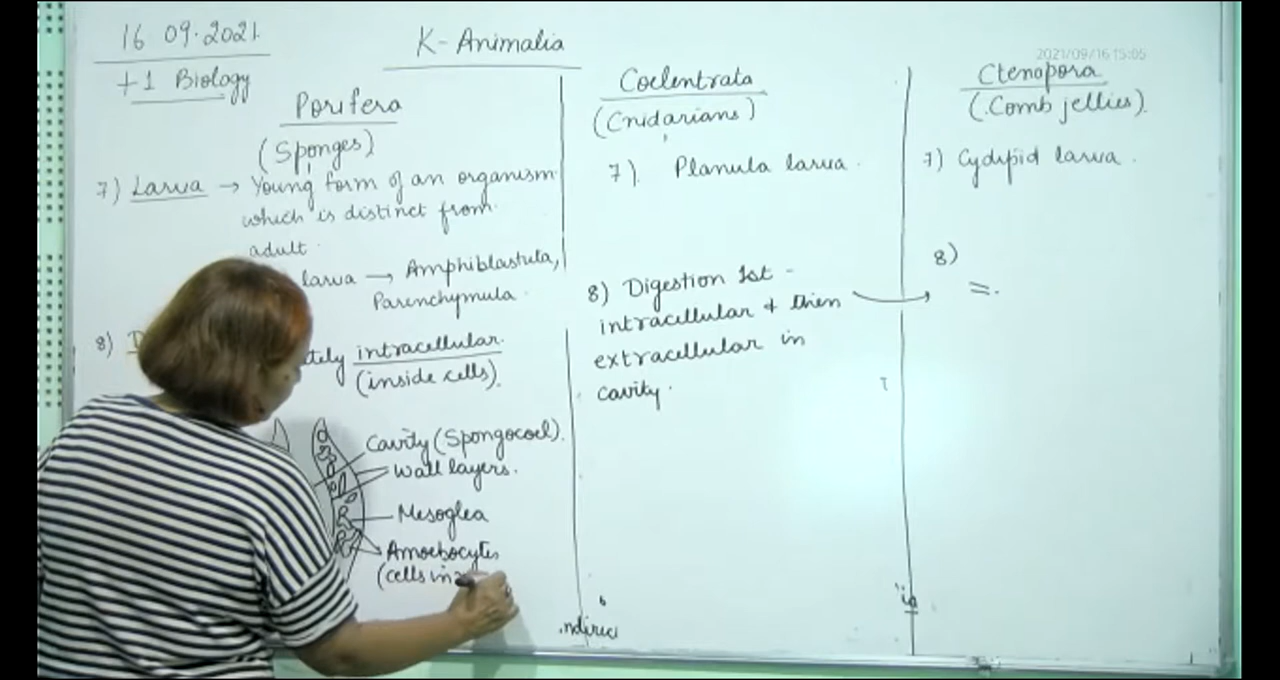 16 09.2021
+1 Biology
K- Animalia
2021/09/16 15:05
Porifera
(Sponges)
7) Larva → Young form of an organism
which is distinct from
adult.
larva → Amphiblastula,
Parenchymula.
8)
intracellular.
(inside cells).
Cavity (Spongocoel).
Wall layers.
Mesoglea
Amoebocytes
(cells in
Coelentrata
(Cnidarians)
7). Planula larva.
8) Digestion 1st -
intracellular & then
extracellular in
cavity.
Ctenopora
(Comb jellies).
7) Cydipid larva.
8)
=.